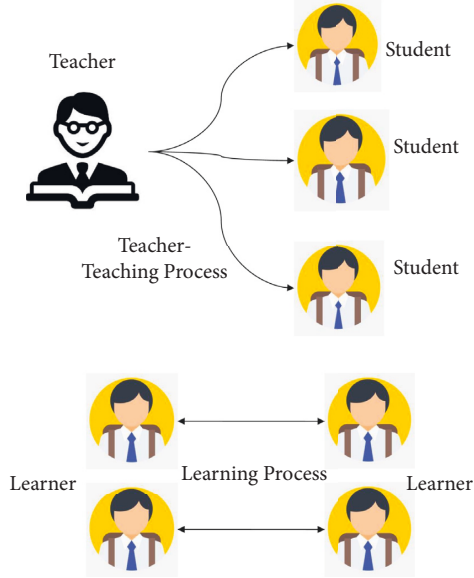 Teacher
Student
Student
Teacher-
Teaching Process
Student
Learning Process
Learner
Learner